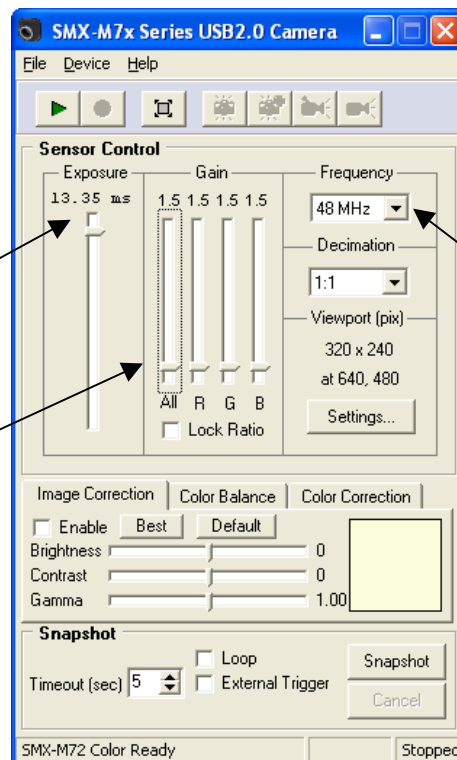 SMX-M7x Series USB2.0 Camera
File Device Help
Sensor Control
Exposure Gain Frequency
13.35 ms 1.5 1.5 1.5 1.5
48 MHz
Decimation
1:1
Viewport (pix)
320 x 240
at 640, 480
All R G B
Settings...
Lock Ratio
Image Correction Color Balance Color Correction
Enable Best Default
Brightness 0
Contrast 0
Gamma 1.00
Snapshot
Loop Snapshot
Timeout (sec) 5 External Trigger
Cancel
SMX-M72 Color Ready Stopped